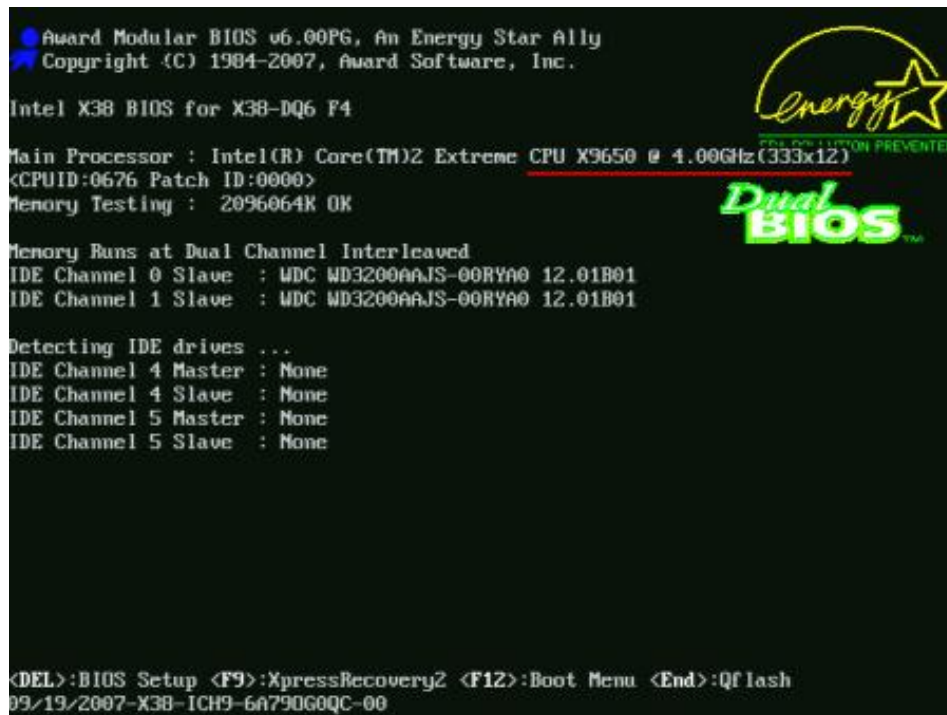 Award Modular BIOS v6.00PG, An Energy Star Ally
Copyright (C) 1984-2007, Award Software, Inc.
energy
Intel X38 BIOS for X38-DQ6 F4
EPA POLLUTION PREVENTE
Main Processor : Intel(R) Core(TM)2 Extreme CPU X9650 @ 4.00GHz(333x12)
<CPUID:0676 Patch ID:0000>
Memory Testing :  2096064K OK
Dual
BIOS TM
Memory Runs at Dual Channel Interleaved
IDE Channel 0 Slave  : WDC WD3200AAJS-00RYA0 12.01B01
IDE Channel 1 Slave  : WDC WD3200AAJS-00RYA0 12.01B01
Detecting IDE drives ...
IDE Channel 4 Master : None
IDE Channel 4 Slave  : None
IDE Channel 5 Master : None
IDE Channel 5 Slave  : None
<DEL>:BIOS Setup <F9>:XpressRecovery2 <F12>:Boot Menu <End>:Qflash
09/19/2007-X38-ICH9-6A79OG0QC-00